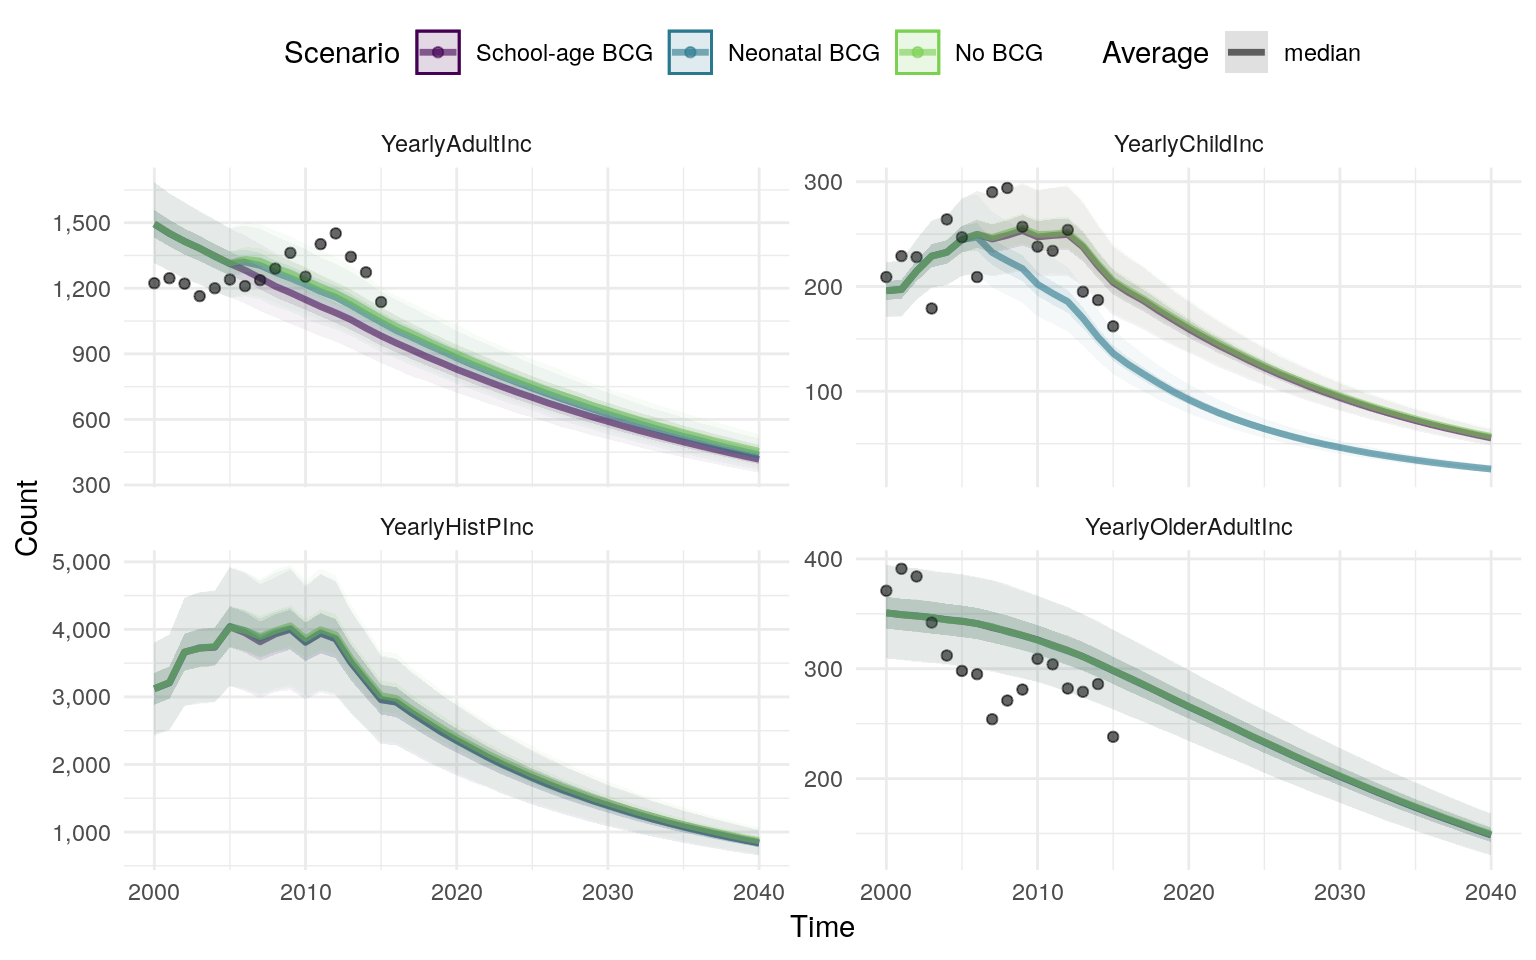 Scenario School-age BCG Neonatal BCG No BCG Average median
YearlyAdultInc
1,500
1,200
900
600
300
YearlyChildInc
300
200
100
Count
YearlyHistPInc
5,000
4,000
3,000
2,000
1,000
2000 2010 2020 2030 2040
YearlyOlderAdultInc
400
300
200
2000 2010 2020 2030 2040
Time